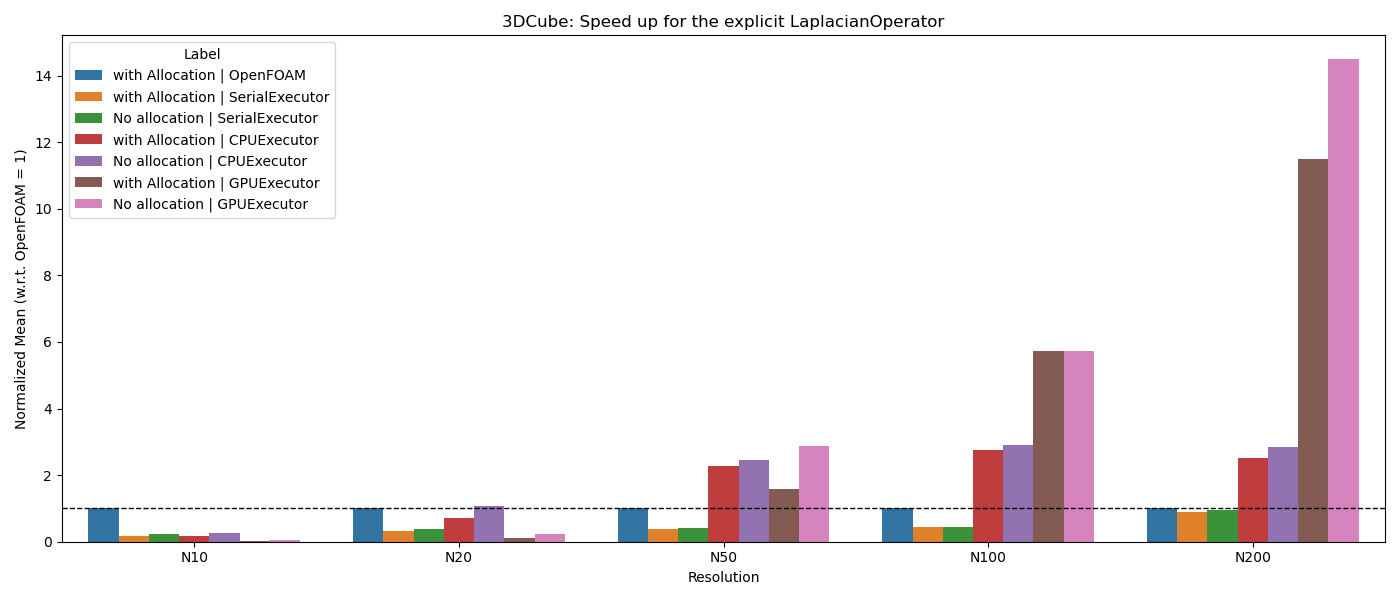 3DCube: Speed up for the explicit LaplacianOperator
Label
with Allocation | OpenFOAM
with Allocation | SerialExecutor
No allocation | SerialExecutor
with Allocation | CPUExecutor
No allocation | CPUExecutor
with Allocation | GPUExecutor
No allocation | GPUExecutor
Normalized Mean (w.r.t. OpenFOAM = 1)
14
12
10
8
6
4
2
0
N10 N20 N50 N100 N200
Resolution